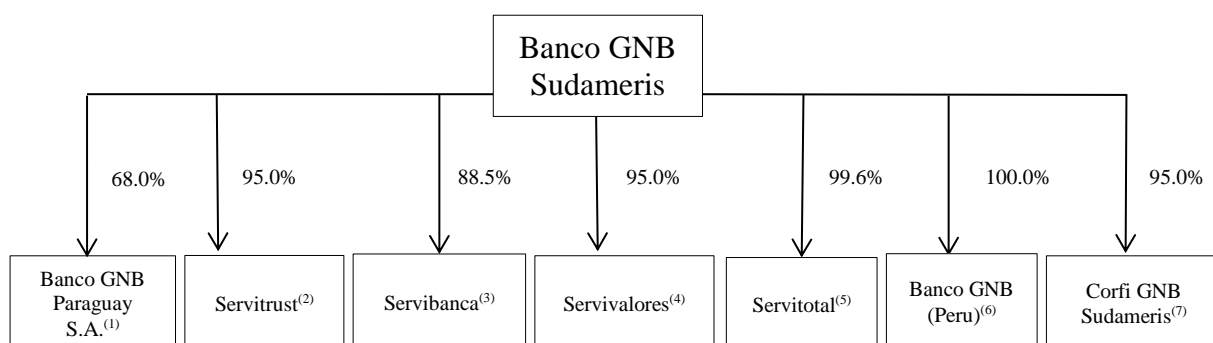 Banco GNB
Sudameris
68.0%
95.0%
88.5%
95.0%
99.6%
100.0%
95.0%
Banco GNB
Paraguay
S.A.(1)
Servitrust(2)
Servibanca(3)
Servivalores(4)
Servitotal(5)
Banco GNB
(Peru)(6)
Corfi GNB
Sudameris(7)